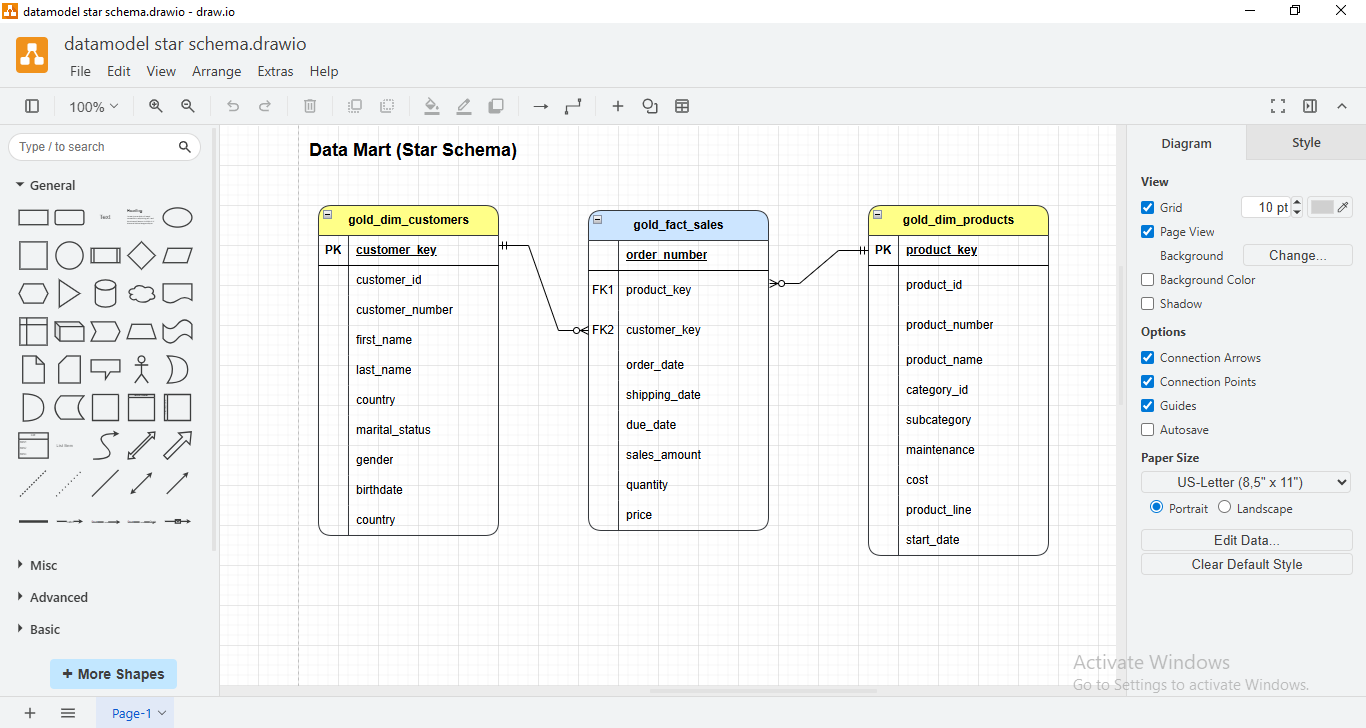 datamodel star schema.drawio - draw.io
datamodel star schema.drawio
File Edit View Arrange Extras Help
100%
Type / to search
General
Text
Heading
List
List Item
Misc
Advanced
Basic
+ More Shapes
Page-1
Data Mart (Star Schema)
gold_dim_customers
PK customer_key
customer_id
customer_number
first_name
last_name
country
marital_status
gender
birthdate
country
gold_fact_sales
order_number
FK1 product_key
FK2 customer_key
order_date
shipping_date
due_date
sales_amount
quantity
price
gold_dim_products
PK product_key
product_id
product_number
product_name
category_id
subcategory
maintenance
cost
product_line
start_date
Diagram Style
View
Grid 10 pt
Page View
Background Change...
Background Color
Shadow
Options
Connection Arrows
Connection Points
Guides
Autosave
Paper Size
US-Letter (8,5" x 11")
Portrait Landscape
Edit Data...
Clear Default Style
Activate Windows
Go to Settings to activate Windows.